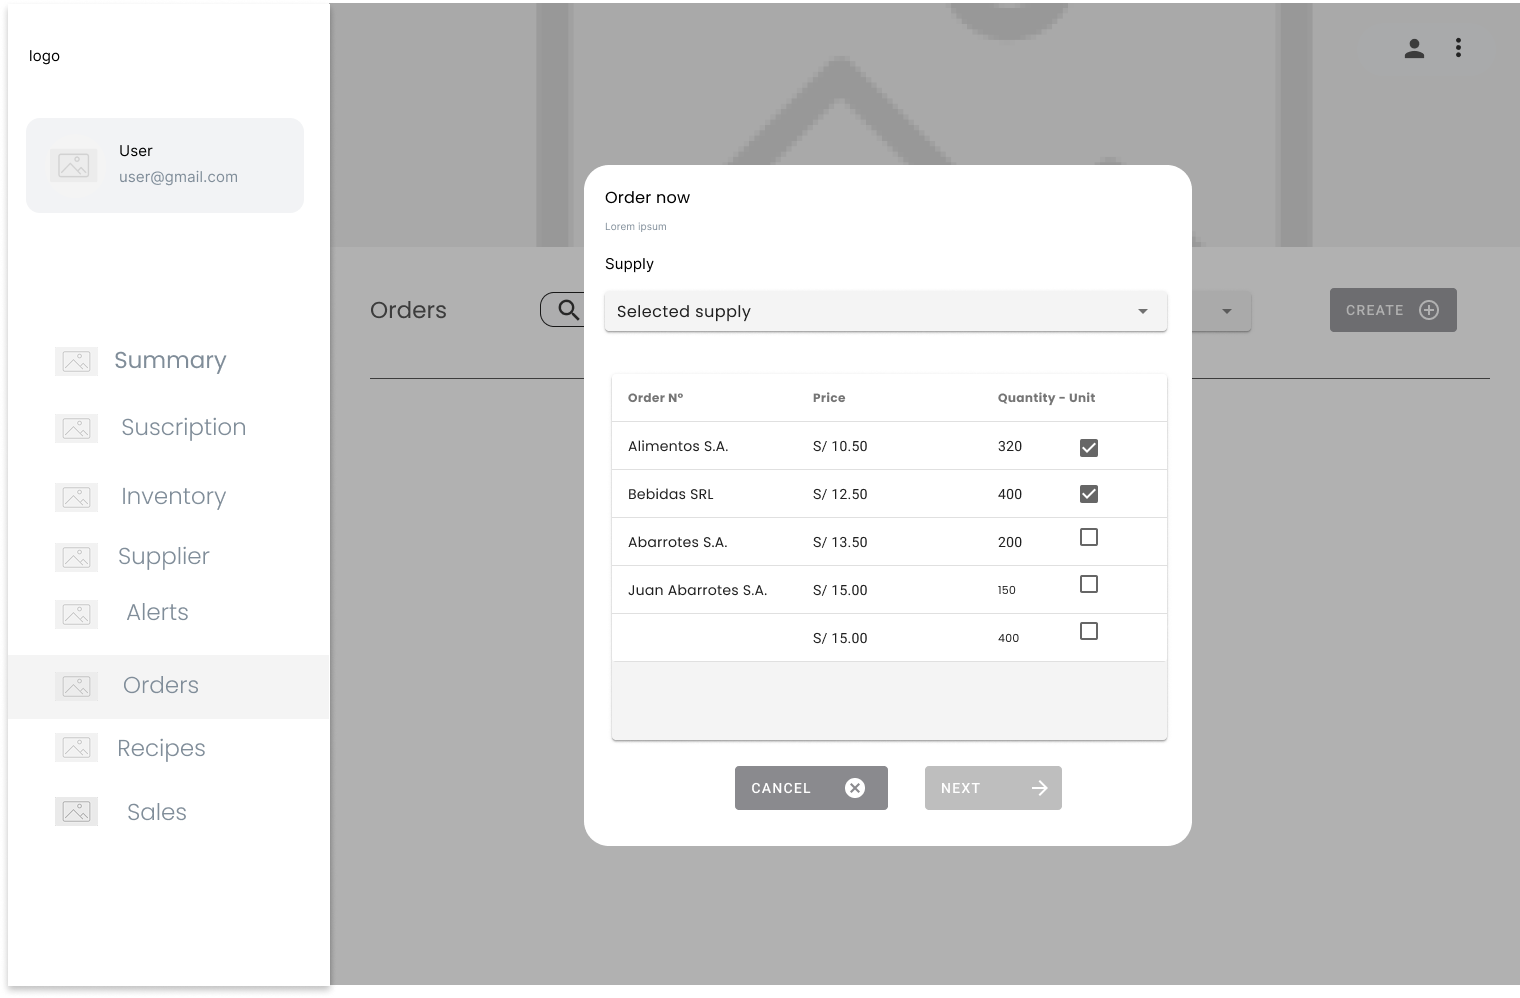 logo
User
user@gmail.com
Summary
Suscription
Inventory
Supplier
Alerts
Orders
Recipes
Sales
Orders
CREATE
Order now
Lorem ipsum
Supply
Selected supply
Order N° Price Quantity - Unit
Alimentos S.A. S/ 10.50 320
Bebidas SRL S/ 12.50 400
Abarrotes S.A. S/ 13.50 200
Juan Abarrotes S.A. S/ 15.00 150
S/ 15.00 400
CANCEL NEXT